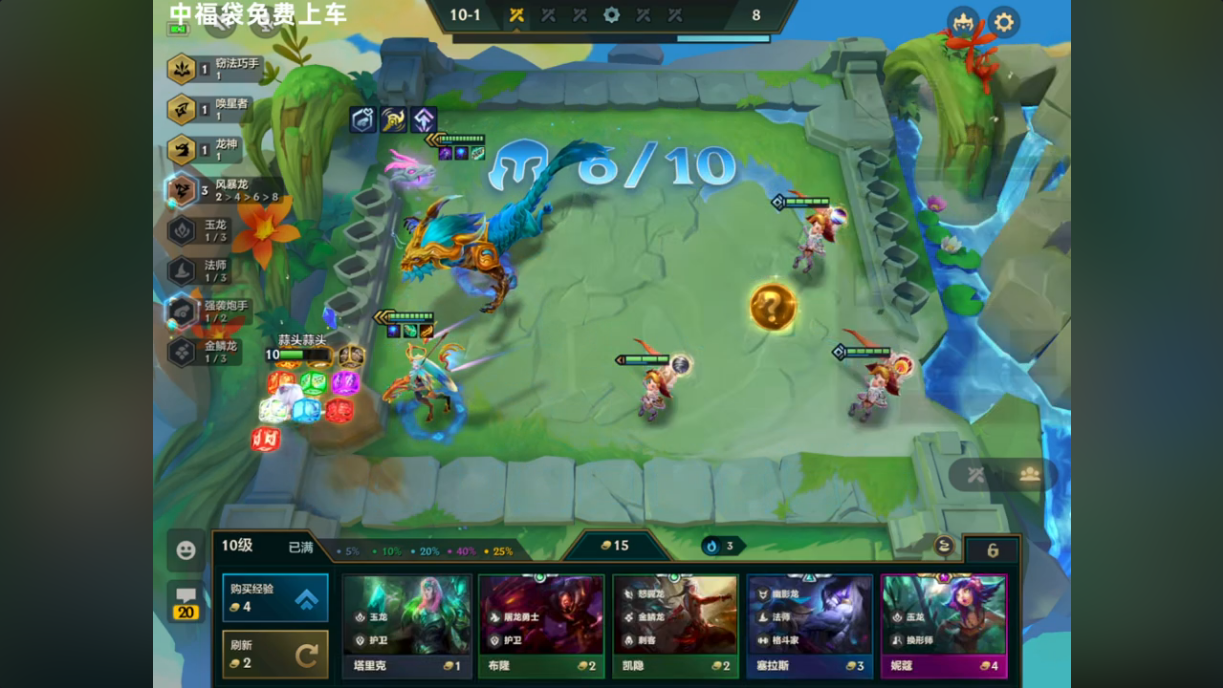 中福袋免费上车
10-1
8
窃法巧手
1
1
唤星者
1
1
龙神
1
1
风暴龙
3
2 > 4 > 6 > 8
玉龙
1 / 3
法师
1 / 3
强袭炮手
1 / 2
金鳞龙
1 / 3
6/10
蒜头蒜头
10
10级
已满
5%
10%
20%
40%
25%
15
3
6
20
购买经验
4
刷新
2
玉龙
护卫
塔里克
1
屠龙勇士
护卫
布隆
2
怒翼龙
金鳞龙
刺客
凯隐
2
幽影龙
法师
格斗家
塞拉斯
3
玉龙
换形师
妮蔻
4